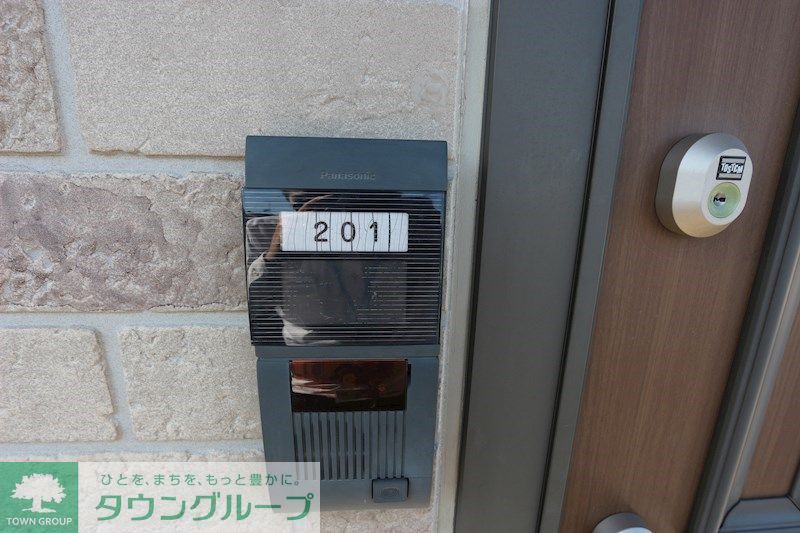 Panasonic
201
TOSTEM
ひとを、まちを、もっと豊かに。
タウングループ
TOWN GROUP